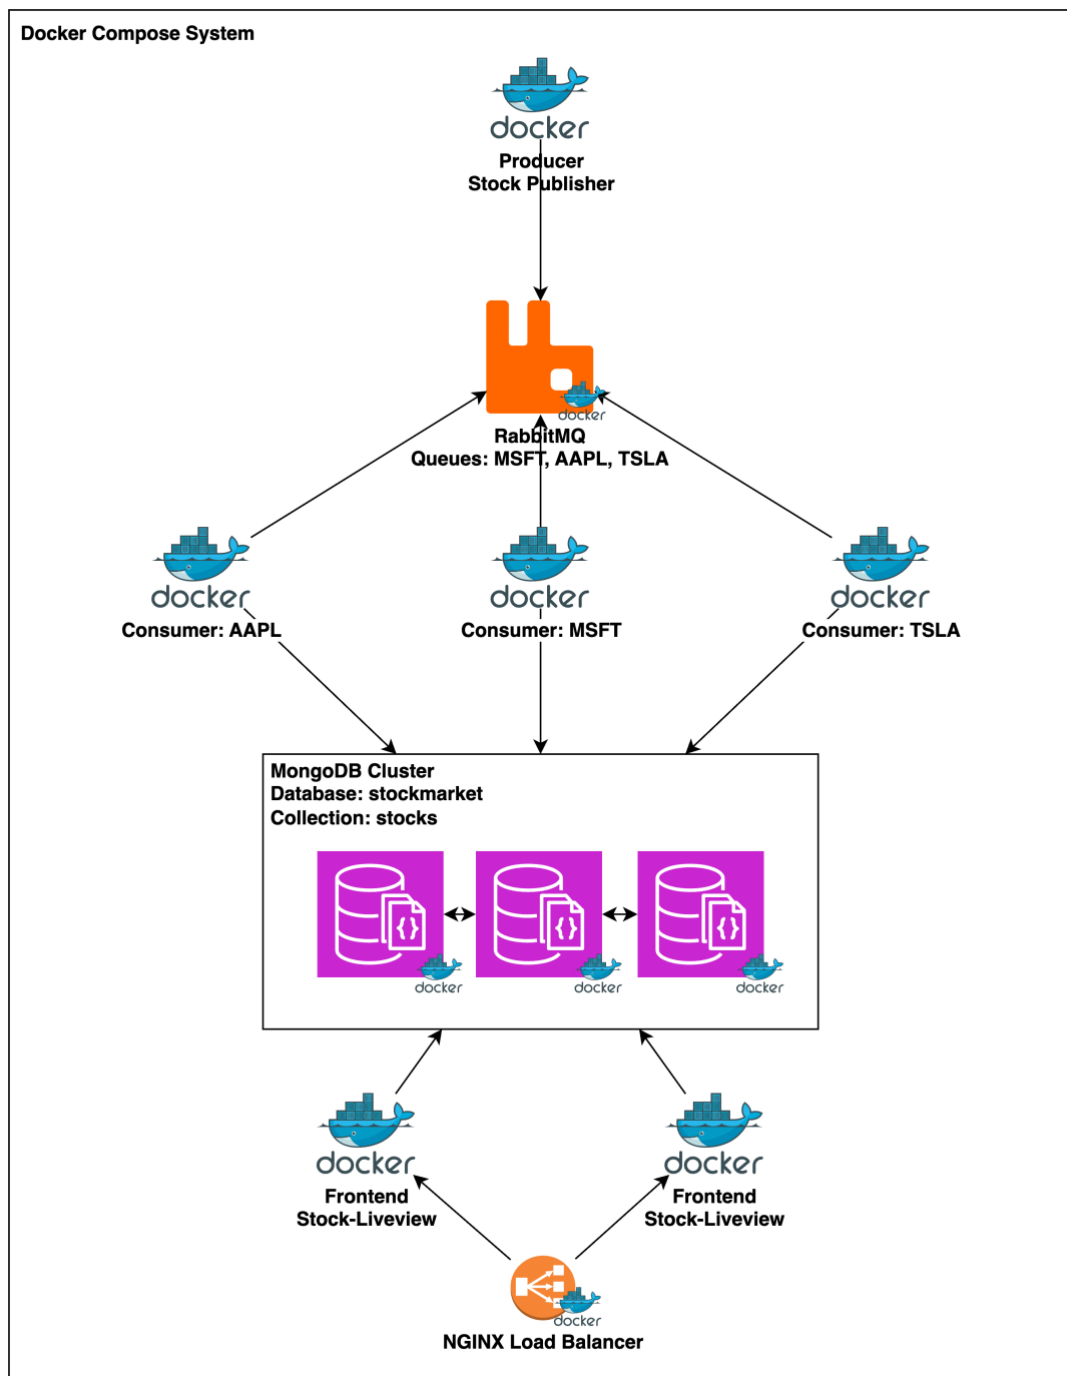 Docker Compose System
docker
Producer
Stock Publisher
docker
RabbitMQ
Queues: MSFT, AAPL, TSLA
docker
docker
docker
Consumer: AAPL
Consumer: MSFT
Consumer: TSLA
MongoDB Cluster
Database: stockmarket
Collection: stocks
{}
{}
{}
docker
docker
docker
docker
docker
Frontend
Stock-Liveview
Frontend
Stock-Liveview
docker
NGINX Load Balancer